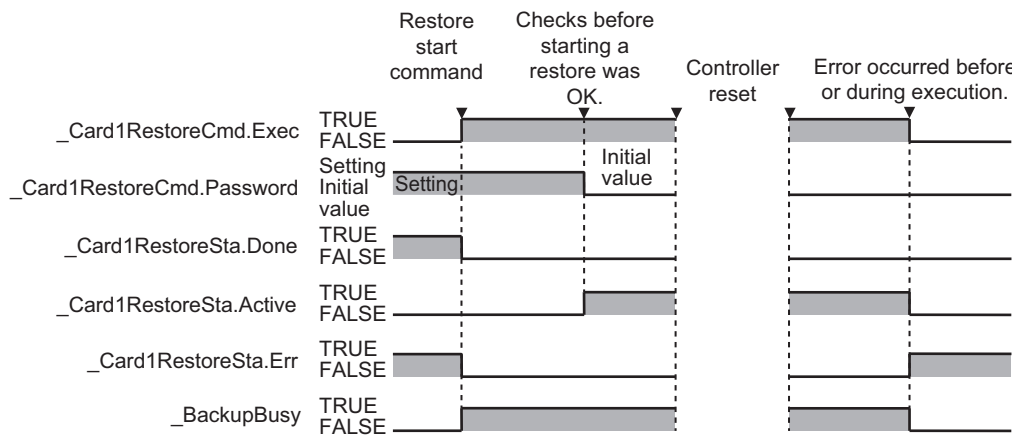 Restore
start
command
Checks before
starting a
restore was
OK.
Controller
reset
Error occurred before
or during execution.
_Card1RestoreCmd.Exec
TRUE
FALSE
_Card1RestoreCmd.Password
Setting
Initial
value
Setting
Initial
value
_Card1RestoreSta.Done
TRUE
FALSE
_Card1RestoreSta.Active
TRUE
FALSE
_Card1RestoreSta.Err
TRUE
FALSE
_BackupBusy
TRUE
FALSE